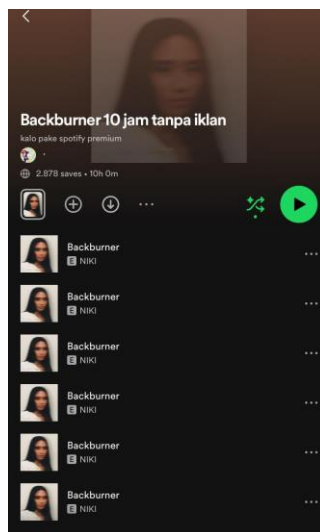 Backburner 10 jam tanpa iklan
kalo pake spotify premium
2.878 saves • 10h 0m
Backburner
E NIKI
Backburner
E NIKI
Backburner
E NIKI
Backburner
E NIKI
Backburner
E NIKI
Backburner
E NIKI